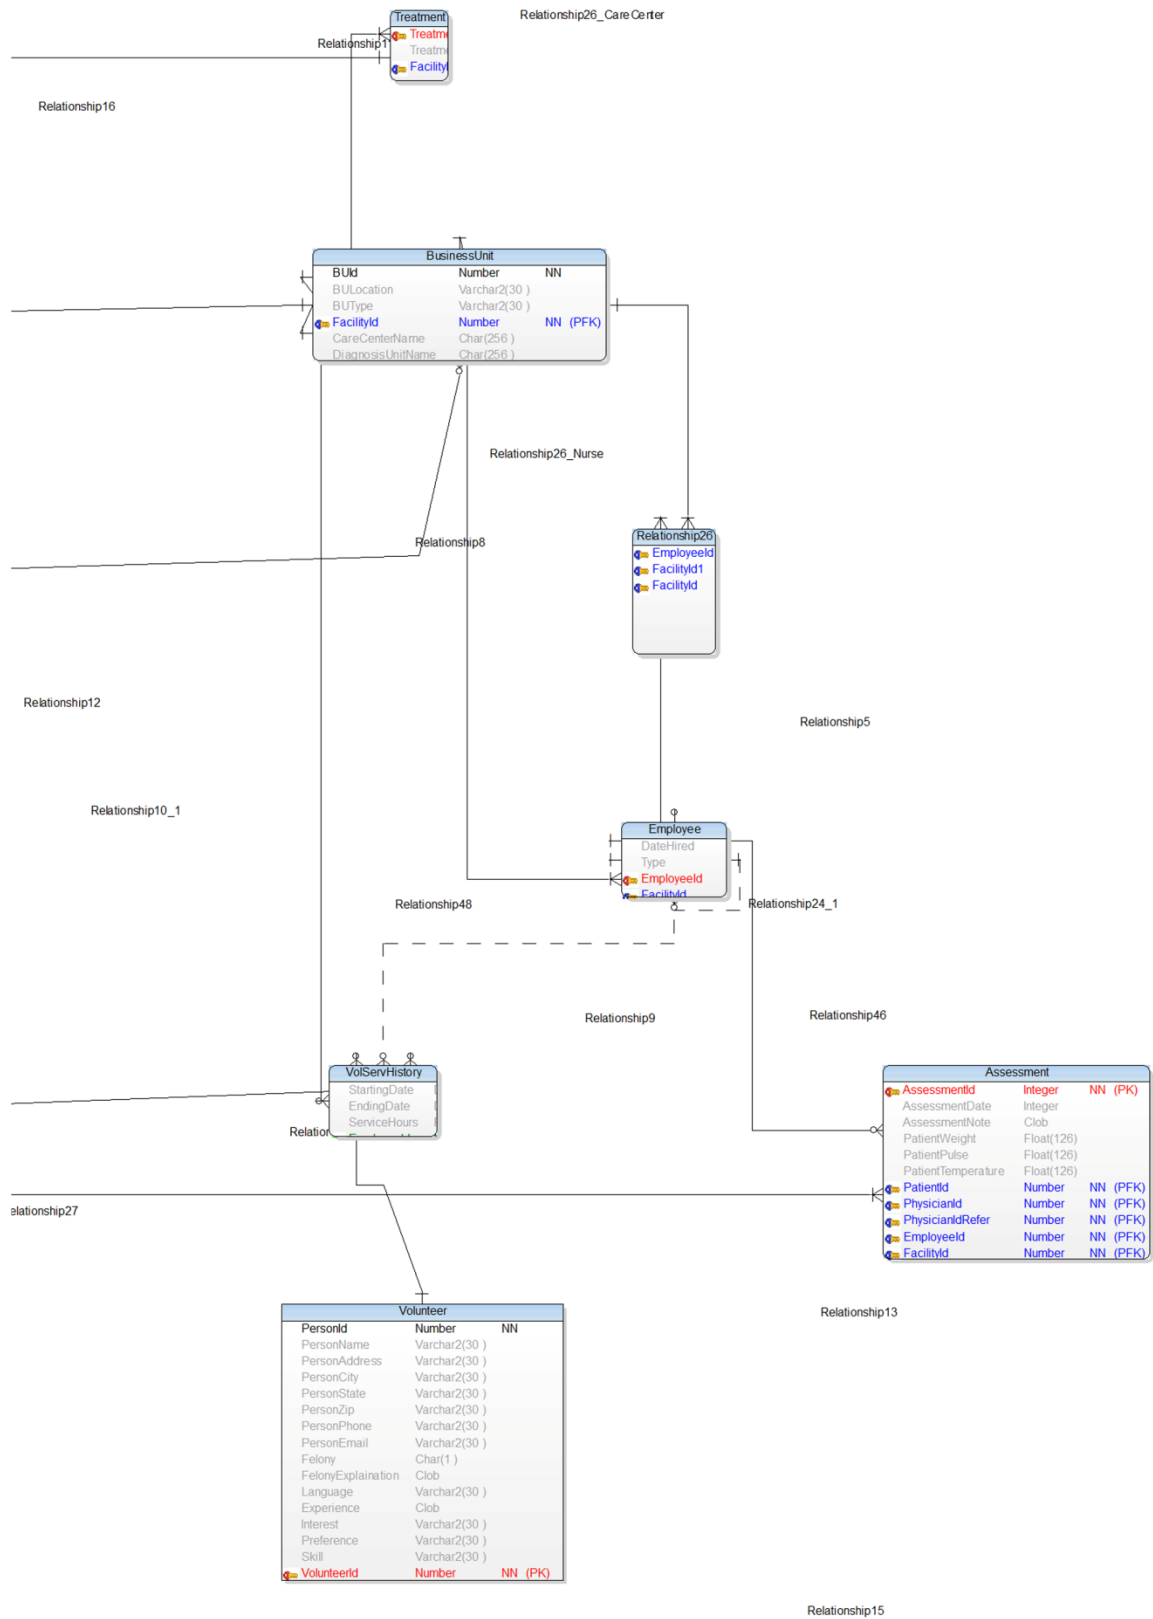 Relationship26_CareCenter
Treatment
Treatm
Treatm
FacilityI
Relationship1
Relationship16
BusinessUnit
BUId Number NN
BULocation Varchar2(30 )
BUType Varchar2(30 )
FacilityId Number NN (PFK)
CareCenterName Char(256 )
DiagnosisUnitName Char(256 )
Relationship26_Nurse
Relationship8
Relationship26
EmployeeId
FacilityId1
FacilityId
Relationship12
Relationship5
Relationship10_1
Employee
DateHired
Type
EmployeeId
FacilityId
Relationship48
Relationship24_1
Relationship9
Relationship46
VolServHistory
StartingDate
EndingDate
ServiceHours
Relation
Assessment
AssessmentId Integer NN (PK)
AssessmentDate Integer
AssessmentNote Clob
PatientWeight Float(126)
PatientPulse Float(126)
PatientTemperature Float(126)
PatientId Number NN (PFK)
PhysicianId Number NN (PFK)
PhysicianIdRefer Number NN (PFK)
EmployeeId Number NN (PFK)
FacilityId Number NN (PFK)
elationship27
Volunteer
PersonId Number NN
PersonName Varchar2(30 )
PersonAddress Varchar2(30 )
PersonCity Varchar2(30 )
PersonState Varchar2(30 )
PersonZip Varchar2(30 )
PersonPhone Varchar2(30 )
PersonEmail Varchar2(30 )
Felony Char(1 )
FelonyExplaination Clob
Language Varchar2(30 )
Experience Clob
Interest Varchar2(30 )
Preference Varchar2(30 )
Skill Varchar2(30 )
VolunteerId Number NN (PK)
Relationship13
Relationship15